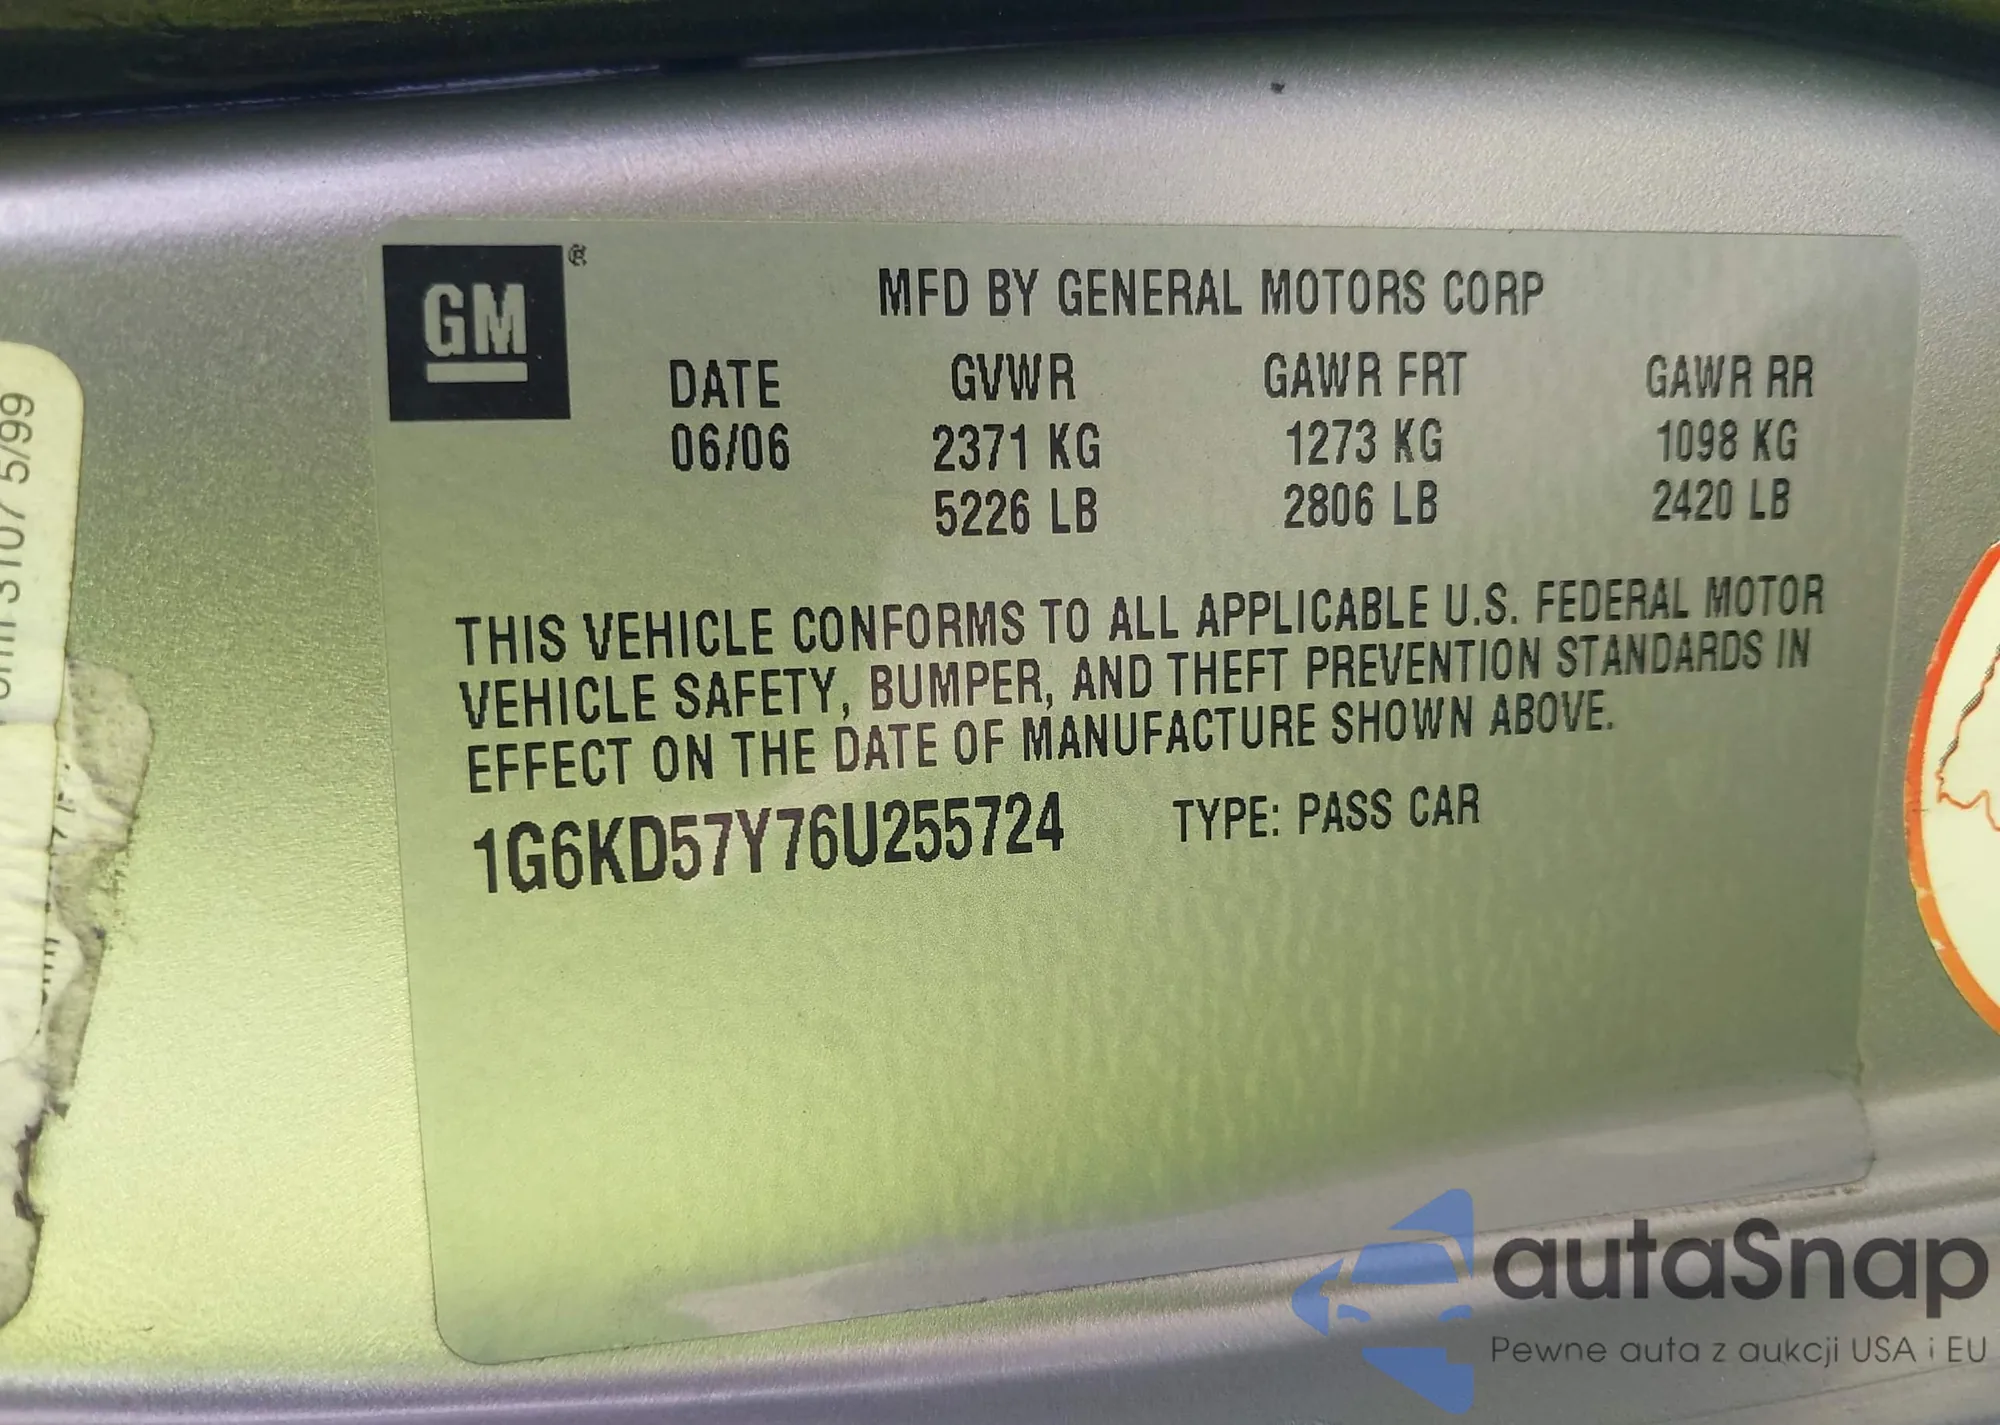 GM ®
MFD BY GENERAL MOTORS CORP
DATE GVWR GAWR FRT GAWR RR
06/06 2371 KG 1273 KG 1098 KG
5226 LB 2806 LB 2420 LB
THIS VEHICLE CONFORMS TO ALL APPLICABLE U.S. FEDERAL MOTOR
VEHICLE SAFETY, BUMPER, AND THEFT PREVENTION STANDARDS IN
EFFECT ON THE DATE OF MANUFACTURE SHOWN ABOVE.
1G6KD57Y76U255724 TYPE: PASS CAR
3107 5/99
autaSnap
Pewne auta z aukcji USA i EU